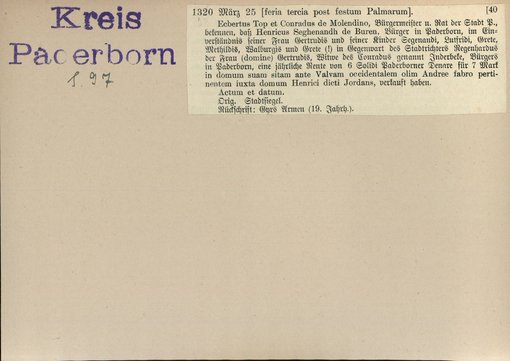 Kreis
Paderborn
S. 97
1320 März 25 [feria tercia post festum Palmarum]. [40
Ecbertus Top et Conradus de Molendino, Bürgermeister u. Rat der Stadt P.,
bekennen, daß Henricus Seghenandi de Buren, Bürger in Paderborn, im Ein-
verständnis seiner Frau Gertrudis und seiner Kinder Segenandi, Lutfridi, Grete,
Methildis, Walburgis und Grete (!) in Gegenwart des Stadtrichters Regenhardus
der Frau (domine) Gertrudis, Witwe des Conradus genannt Inderbeke, Bürgers
in Paderborn, eine jährliche Rente von 6 Solidi Paderborner Denare für 7 Mark
in domum suam sitam ante Valvam occidentalem olim Andree fabro perti-
nentem iuxta domum Henrici dicti Jordans, verkauft haben.
Actum et datum.
Orig. Stadtsiegel.
Rückschrift: Gyrs Armen (19. Jahrh.).